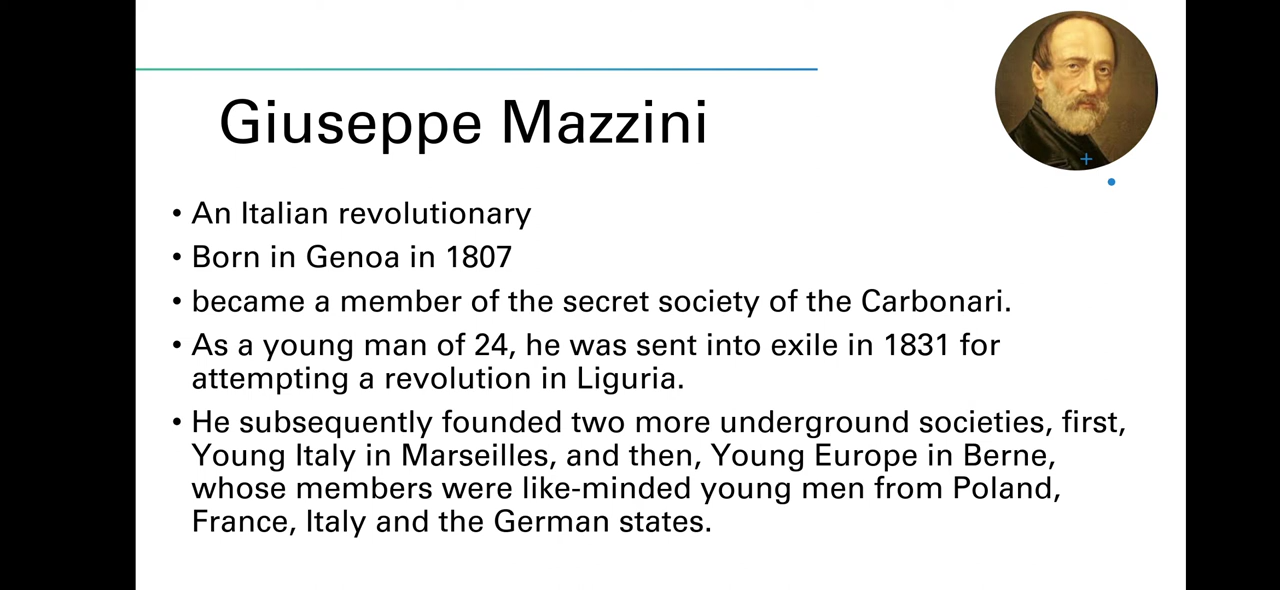 Giuseppe Mazzini
• An Italian revolutionary
• Born in Genoa in 1807
• became a member of the secret society of the Carbonari.
• As a young man of 24, he was sent into exile in 1831 for
attempting a revolution in Liguria.
• He subsequently founded two more underground societies, first,
Young Italy in Marseilles, and then, Young Europe in Berne,
whose members were like-minded young men from Poland,
France, Italy and the German states.